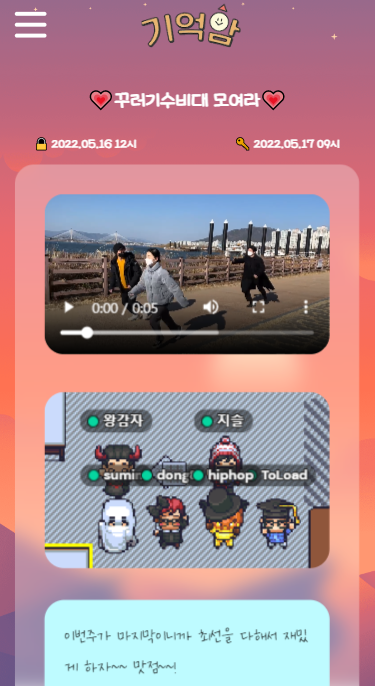 기억함
꾸러기수비대 모여라
2022.05.16 12시
2022.05.17 09시
0:00 / 0:05
왕감자
지슬
sumin
dong
hiphop
ToLoad
이번주가 마지막이니까 최선을 다해서 재밌
게 하자~~ 맛점~~!